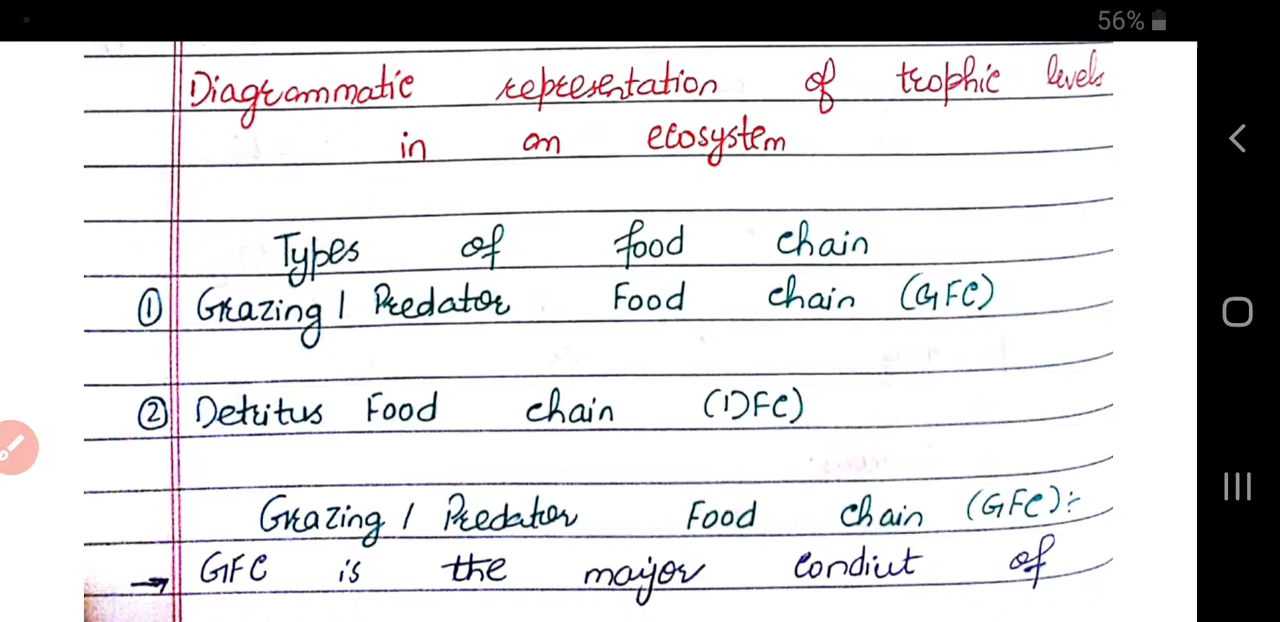 56%
Diagrammatic representation of trophic levels
in an ecosystem
Types of food chain
① Grazing / Predator Food chain (GFC)
② Detritus Food chain (DFC)
Grazing / Predator Food chain (GFC):-
→ GFC is the major condiut of